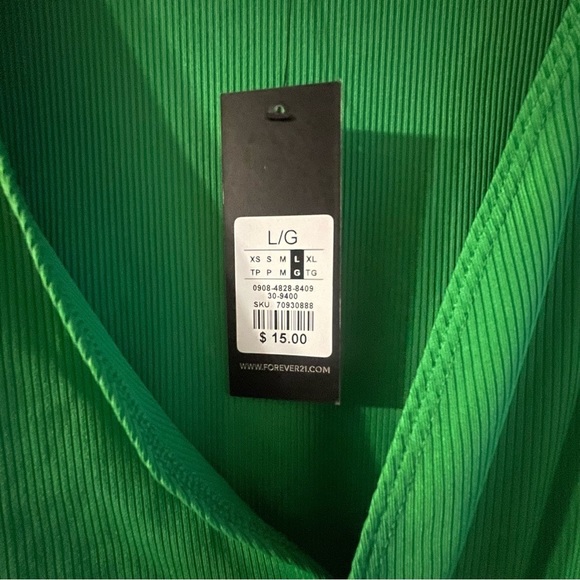 L/G
XS S M L XL
TP P M G TG
0908-4828-8409
30-9400
SKU: 70930888
$ 15.00
WWW.FOREVER21.COM